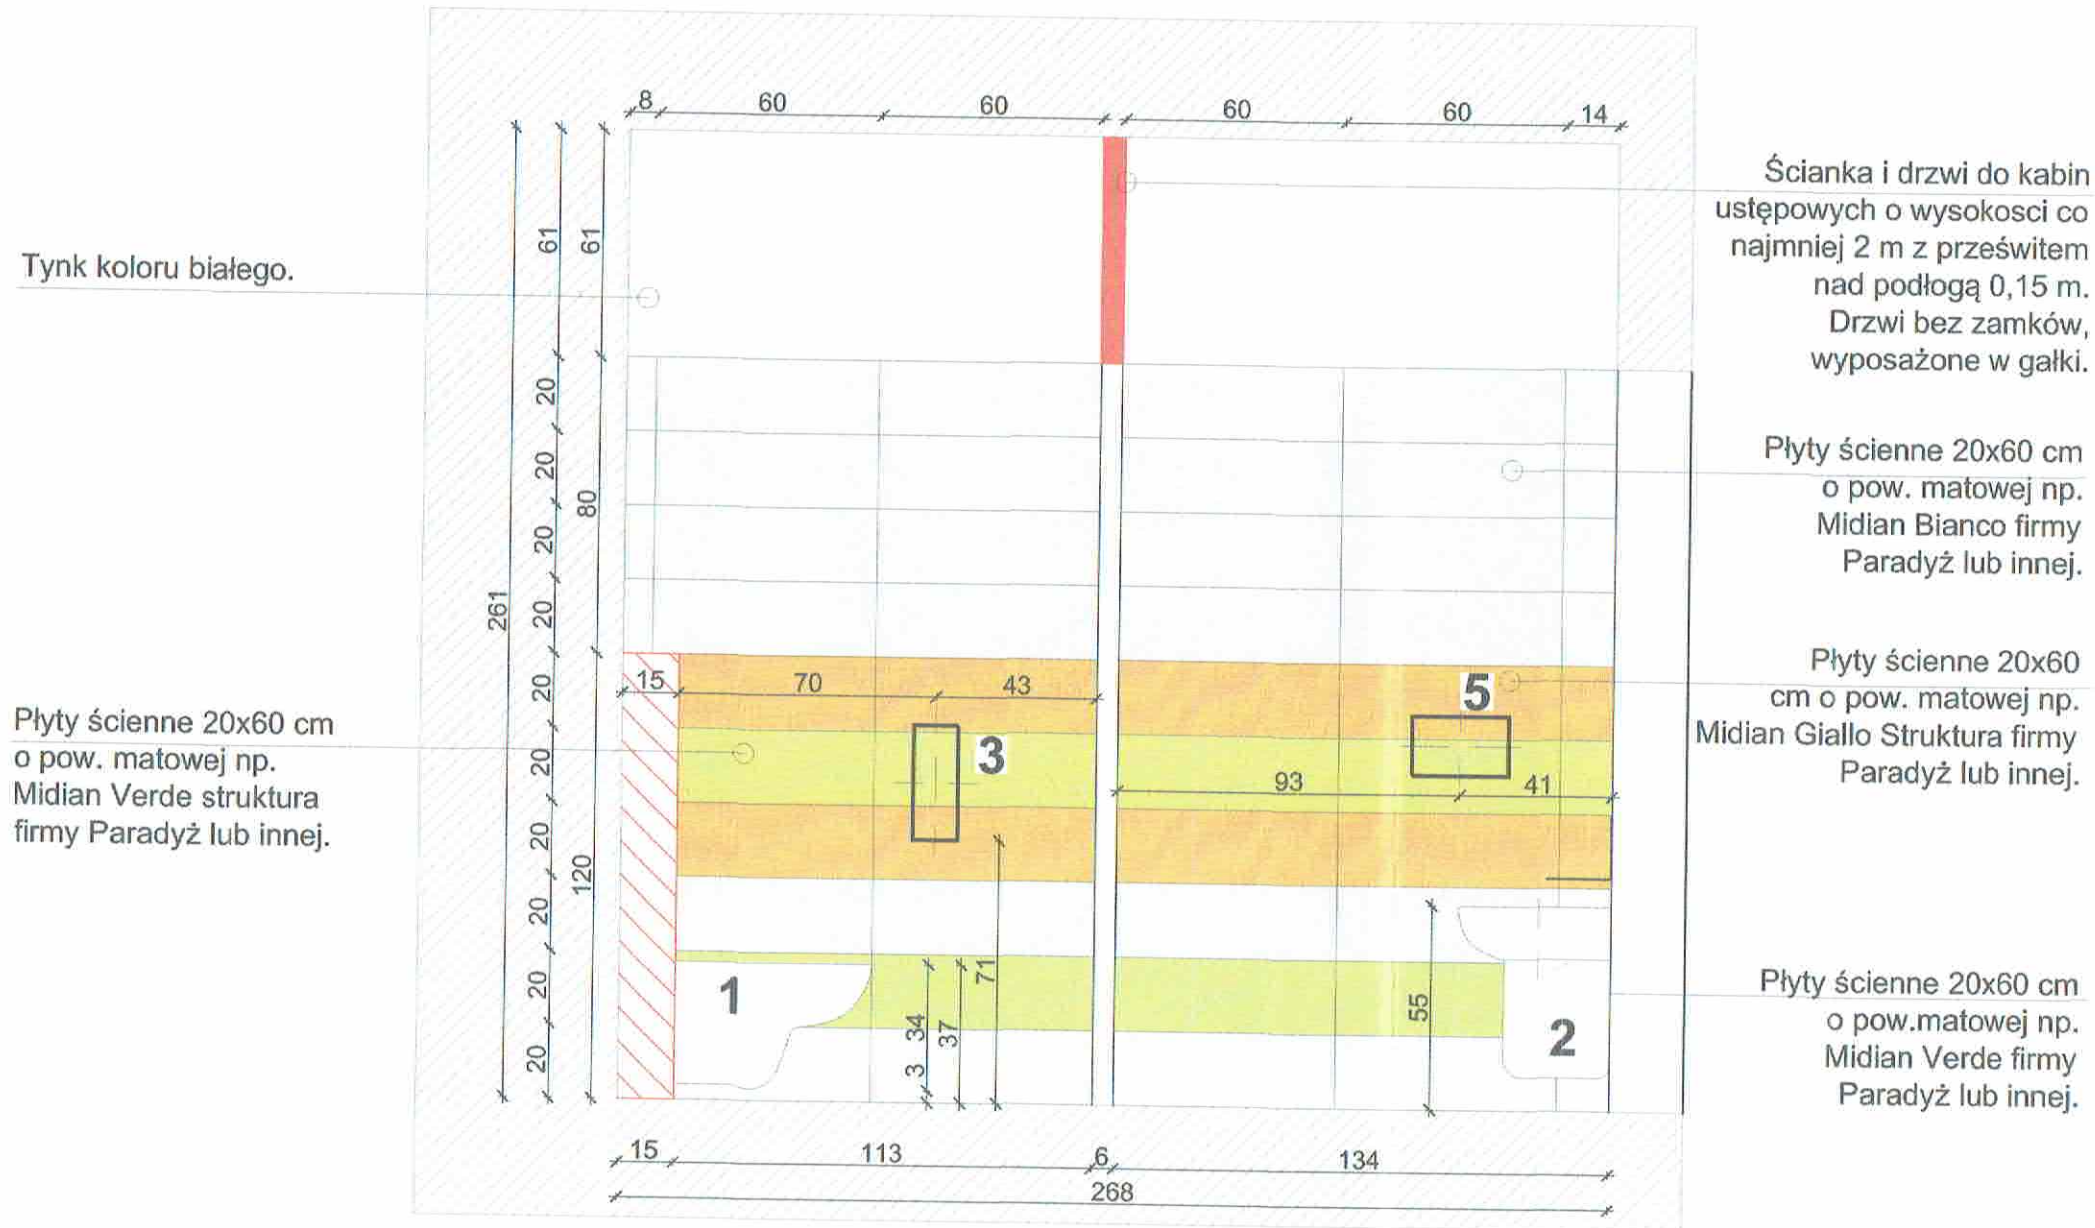 8 60 60 60 60 14
Ścianka i drzwi do kabin
ustępowych o wysokosci co
najmniej 2 m z prześwitem
nad podłogą 0,15 m.
Drzwi bez zamków,
wyposażone w gałki.
Tynk koloru białego.
61
61
Płyty ścienne 20x60 cm
o pow. matowej np.
Midian Bianco firmy
Paradyż lub innej.
20
20
20
20
80
261
Płyty ścienne 20x60
cm o pow. matowej np.
Midian Giallo Struktura firmy
Paradyż lub innej.
15 70 43
5
3
93 41
Płyty ścienne 20x60 cm
o pow. matowej np.
Midian Verde struktura
firmy Paradyż lub innej.
20
20
20
20
20
20
120
1
3 34
37
71
55
2
Płyty ścienne 20x60 cm
o pow.matowej np.
Midian Verde firmy
Paradyż lub innej.
15 113 6 134
268